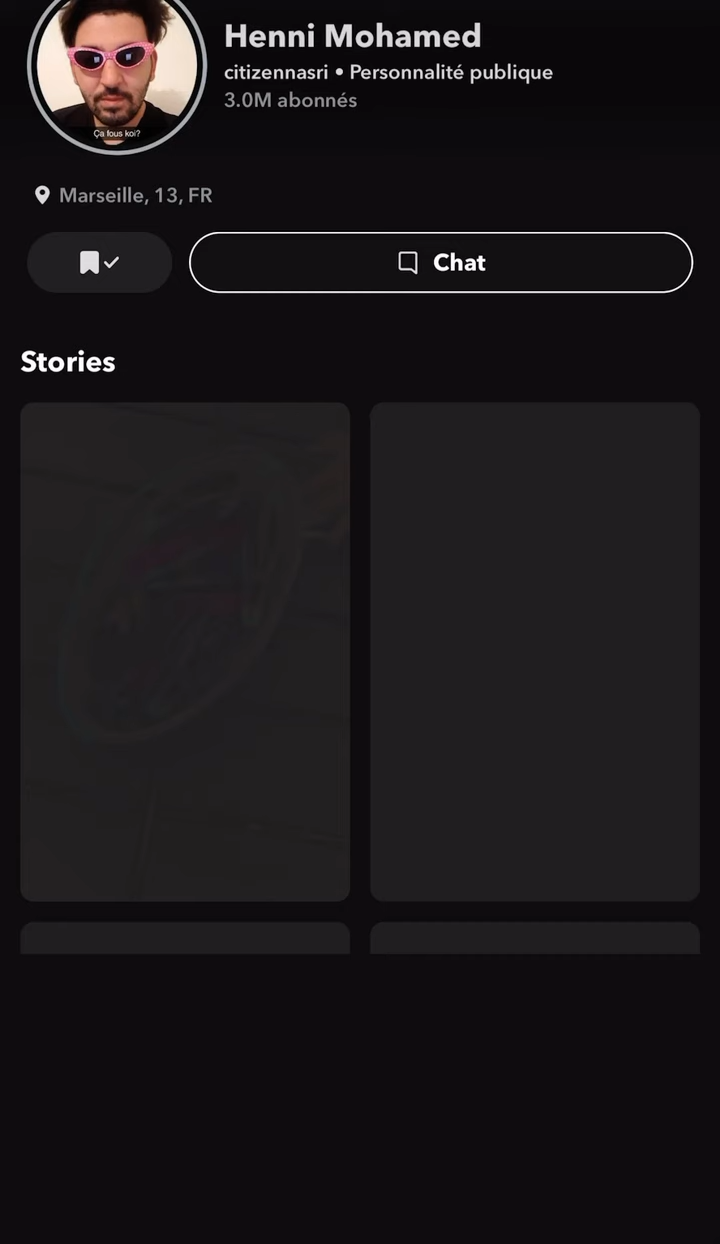 Henni Mohamed
citizennasri • Personnalité publique
3.0M abonnés
Ça fous koi?
Marseille, 13, FR
Chat
Stories